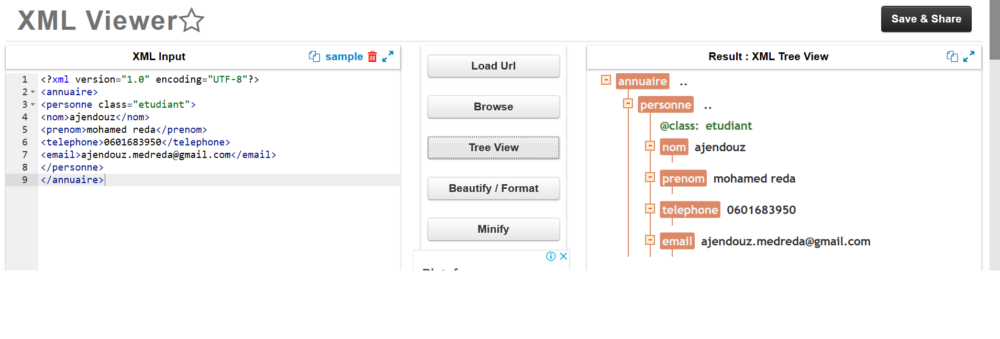 XML Viewer
Save & Share
XML Input
sample
1 <?xml version="1.0" encoding="UTF-8"?>
2 <annuaire>
3 <personne class="etudiant">
4 <nom>ajendouz</nom>
5 <prenom>mohamed reda</prenom>
6 <telephone>0601683950</telephone>
7 <email>ajendouz.medreda@gmail.com</email>
8 </personne>
9 </annuaire>
Load Url
Browse
Tree View
Beautify / Format
Minify
Result : XML Tree View
annuaire ..
personne ..
@class: etudiant
nom ajendouz
prenom mohamed reda
telephone 0601683950
email ajendouz.medreda@gmail.com